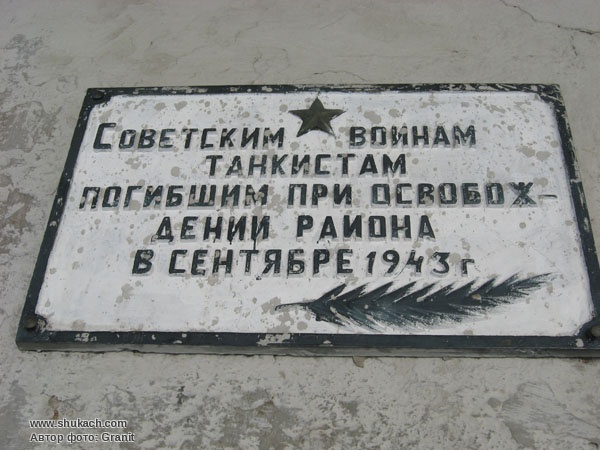 СОВЕТСКИМ ВОИНАМ
ТАНКИСТАМ
ПОГИБШИМ ПРИ ОСВОБОЖ-
ДЕНИИ РАЙОНА
В СЕНТЯБРЕ 1943 г
www.shukach.com
Автор фото: Granit